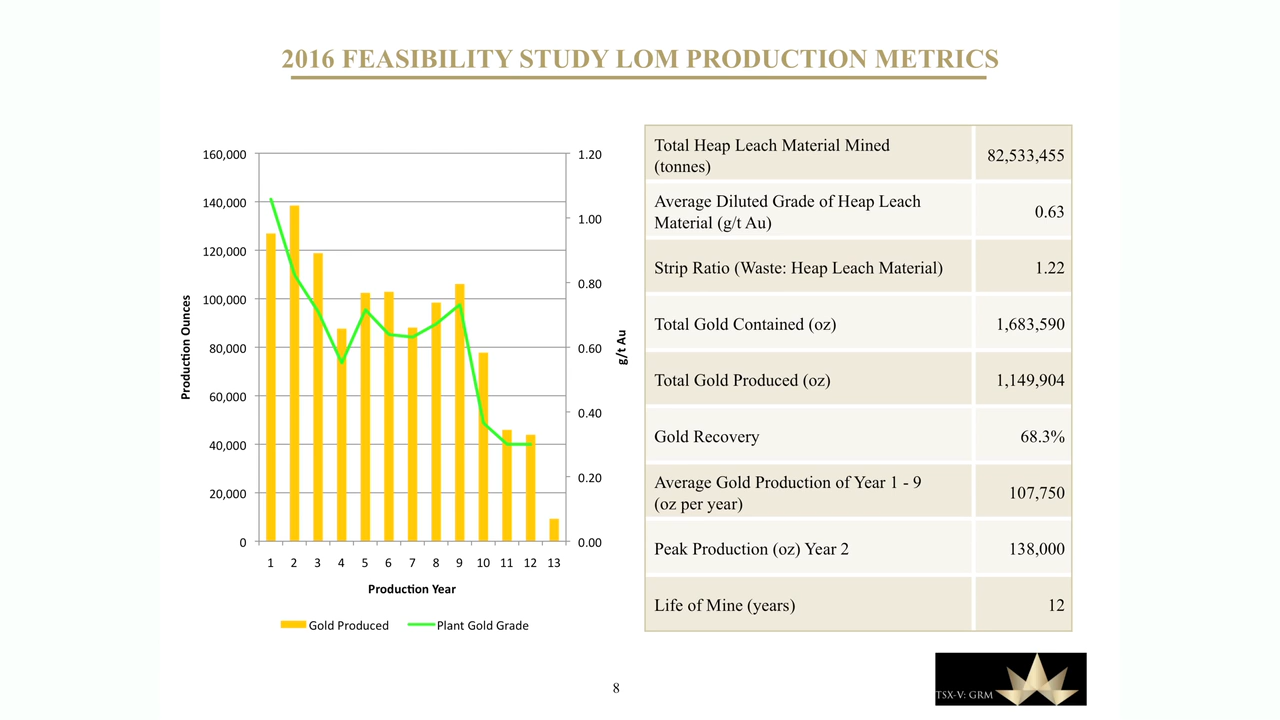 2016 FEASIBILITY STUDY LOM PRODUCTION METRICS
160,000
140,000
120,000
100,000
80,000
60,000
40,000
20,000
0
Production Ounces
1.20
1.00
0.80
0.60
0.40
0.20
0.00
g/t Au
1 2 3 4 5 6 7 8 9 10 11 12 13
Production Year
Gold Produced Plant Gold Grade
Total Heap Leach Material Mined
(tonnes)
82,533,455
Average Diluted Grade of Heap Leach
Material (g/t Au)
0.63
Strip Ratio (Waste: Heap Leach Material) 1.22
Total Gold Contained (oz) 1,683,590
Total Gold Produced (oz) 1,149,904
Gold Recovery 68.3%
Average Gold Production of Year 1 - 9
(oz per year)
107,750
Peak Production (oz) Year 2 138,000
Life of Mine (years) 12
8
TSX-V: GRM